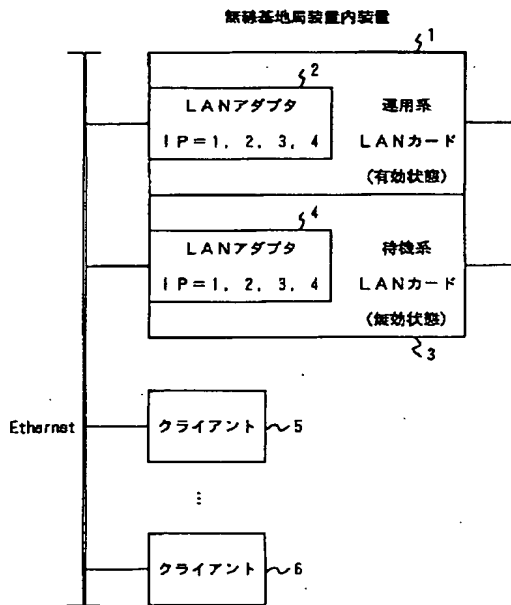 無線基地局装置内装置
1
2
LANアダプタ
IP=1, 2, 3, 4
運用系
LANカード
(有効状態)
4
LANアダプタ
IP=1, 2, 3, 4
待機系
LANカード
(無効状態)
3
Ethernet
クライアント
5
⋮
クライアント
6